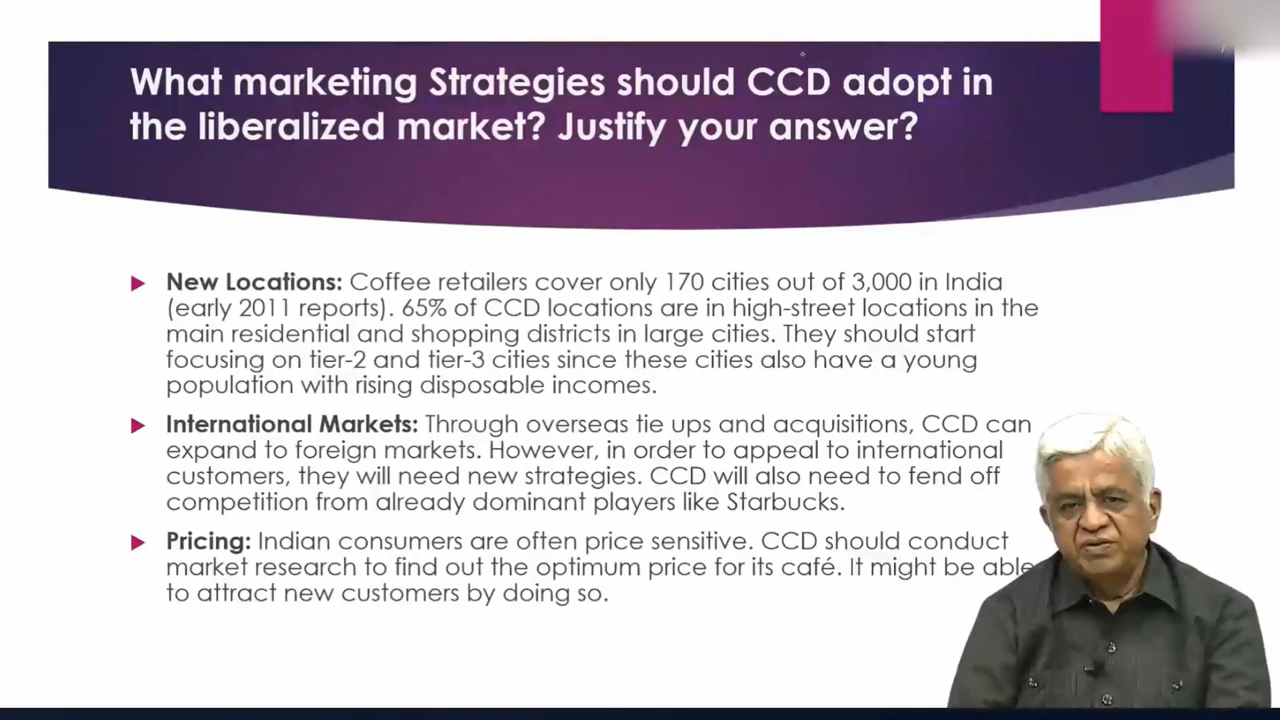 What marketing Strategies should CCD adopt in
the liberalized market? Justify your answer?
New Locations: Coffee retailers cover only 170 cities out of 3,000 in India
(early 2011 reports). 65% of CCD locations are in high-street locations in the
main residential and shopping districts in large cities. They should start
focusing on tier-2 and tier-3 cities since these cities also have a young
population with rising disposable incomes.
International Markets: Through overseas tie ups and acquisitions, CCD can
expand to foreign markets. However, in order to appeal to international
customers, they will need new strategies. CCD will also need to fend off
competition from already dominant players like Starbucks.
Pricing: Indian consumers are often price sensitive. CCD should conduct
market research to find out the optimum price for its café. It might be able
to attract new customers by doing so.